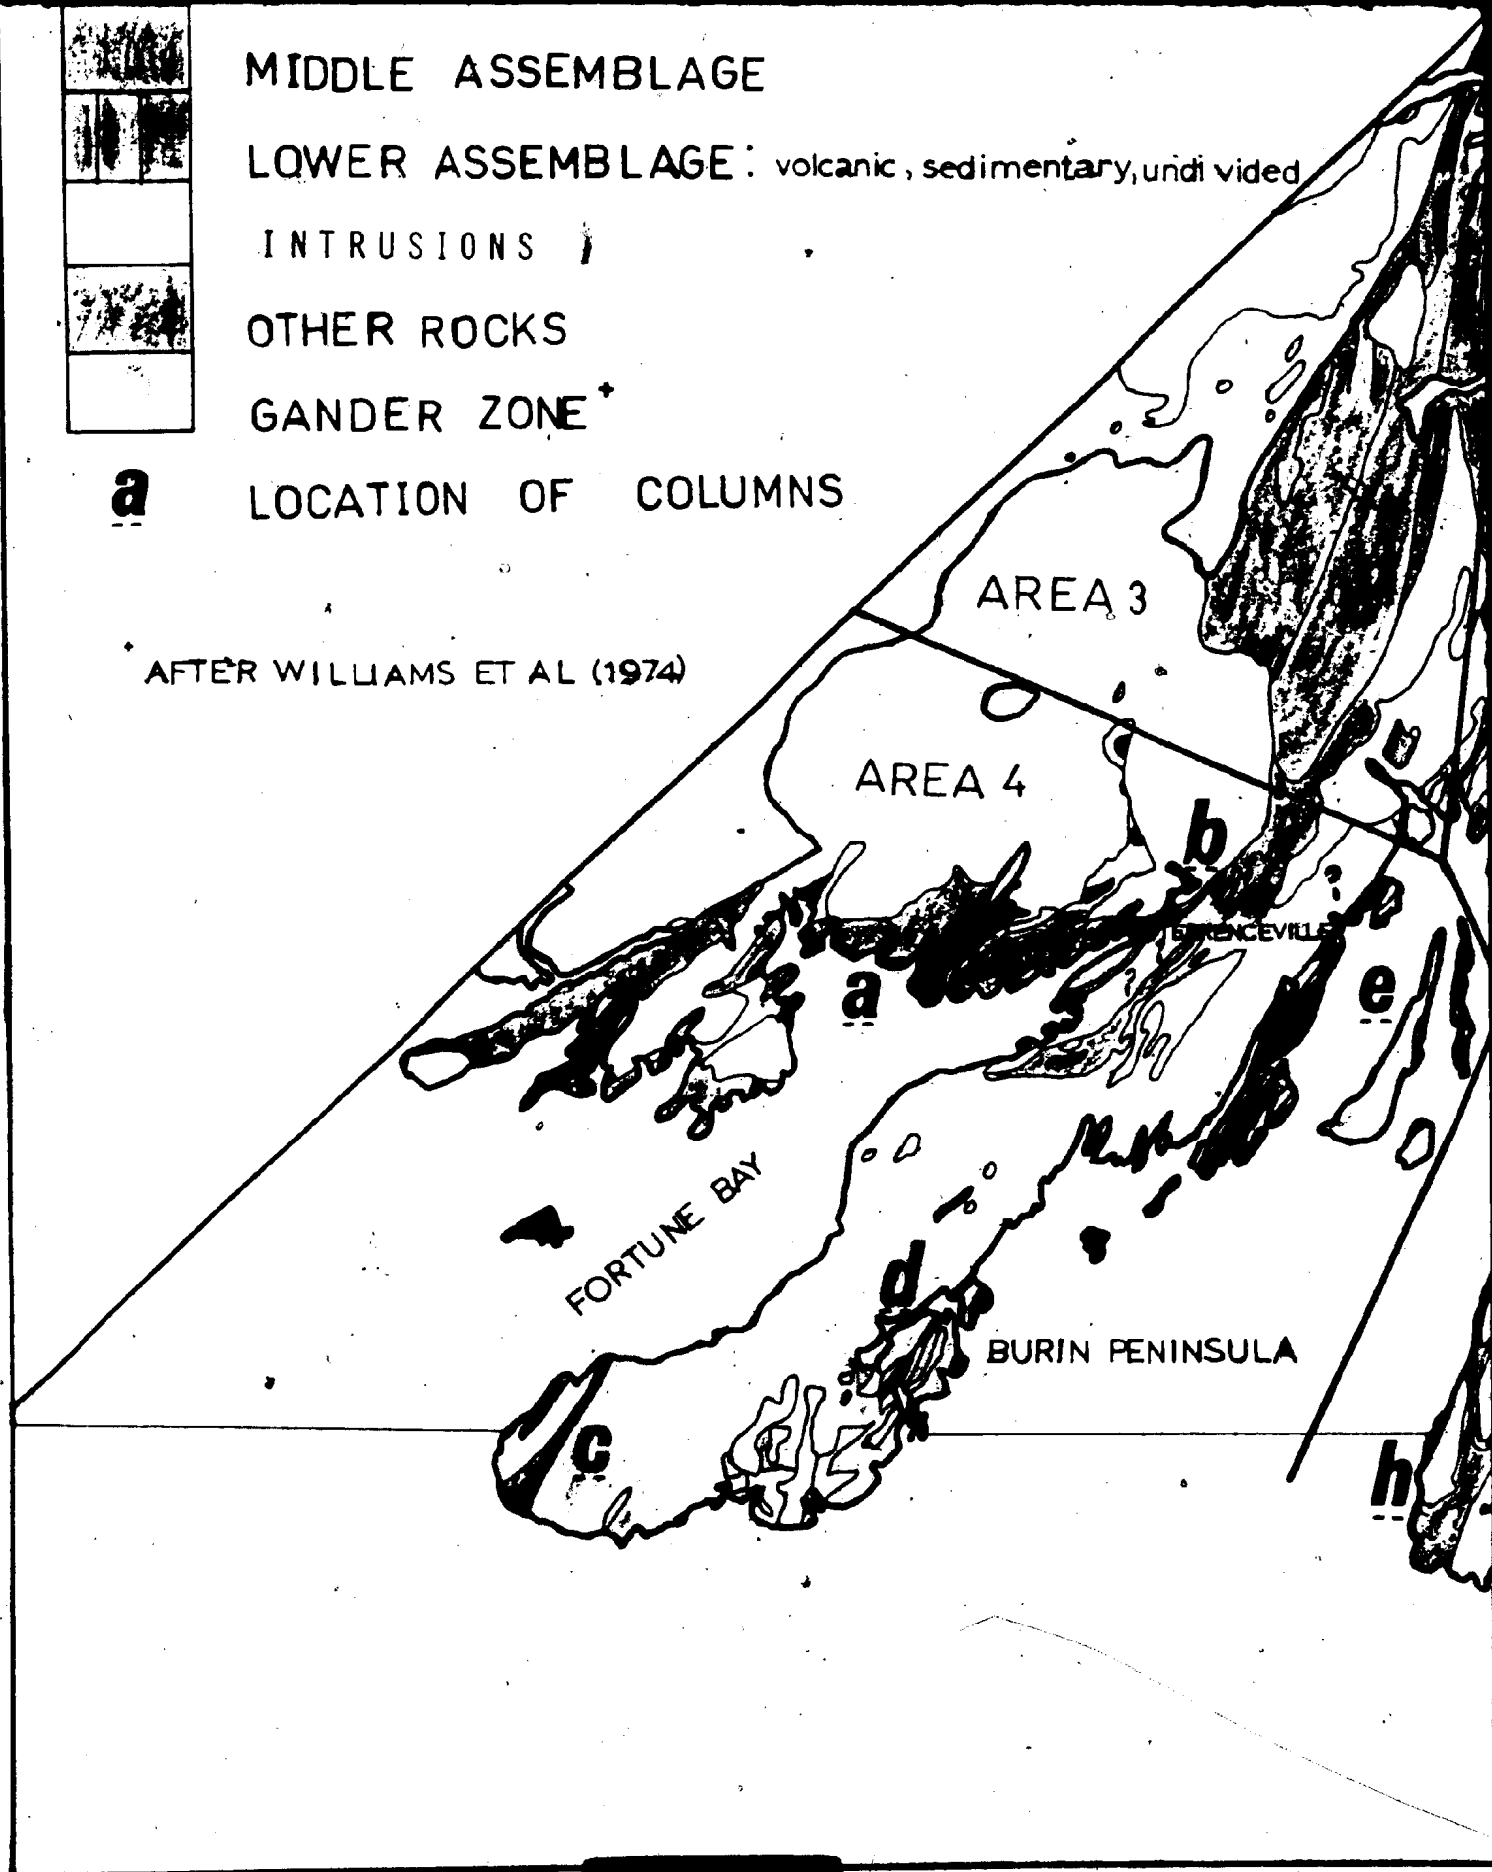 MIDDLE ASSEMBLAGE
LOWER ASSEMBLAGE: volcanic, sedimentary, undivided
INTRUSIONS
OTHER ROCKS
GANDER ZONE+
a LOCATION OF COLUMNS
+ AFTER WILLIAMS ET AL (1974)
AREA 3
AREA 4
b
?
TERRENCEVILLE
a
e
?
FORTUNE BAY
d
BURIN PENINSULA
c
h